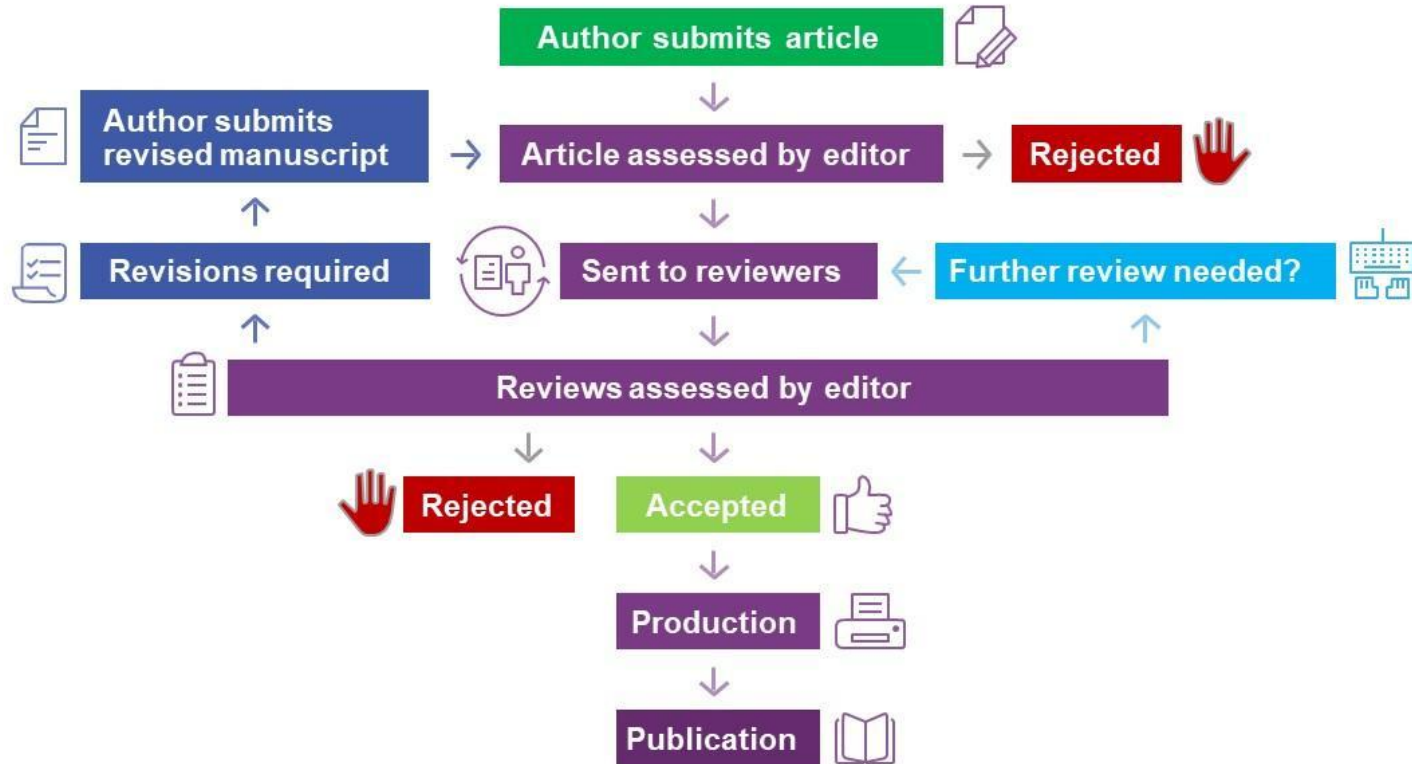 Author submits article
Author submits
revised manuscript
Article assessed by editor
Rejected
Revisions required
Sent to reviewers
Further review needed?
Reviews assessed by editor
Rejected
Accepted
Production
Publication